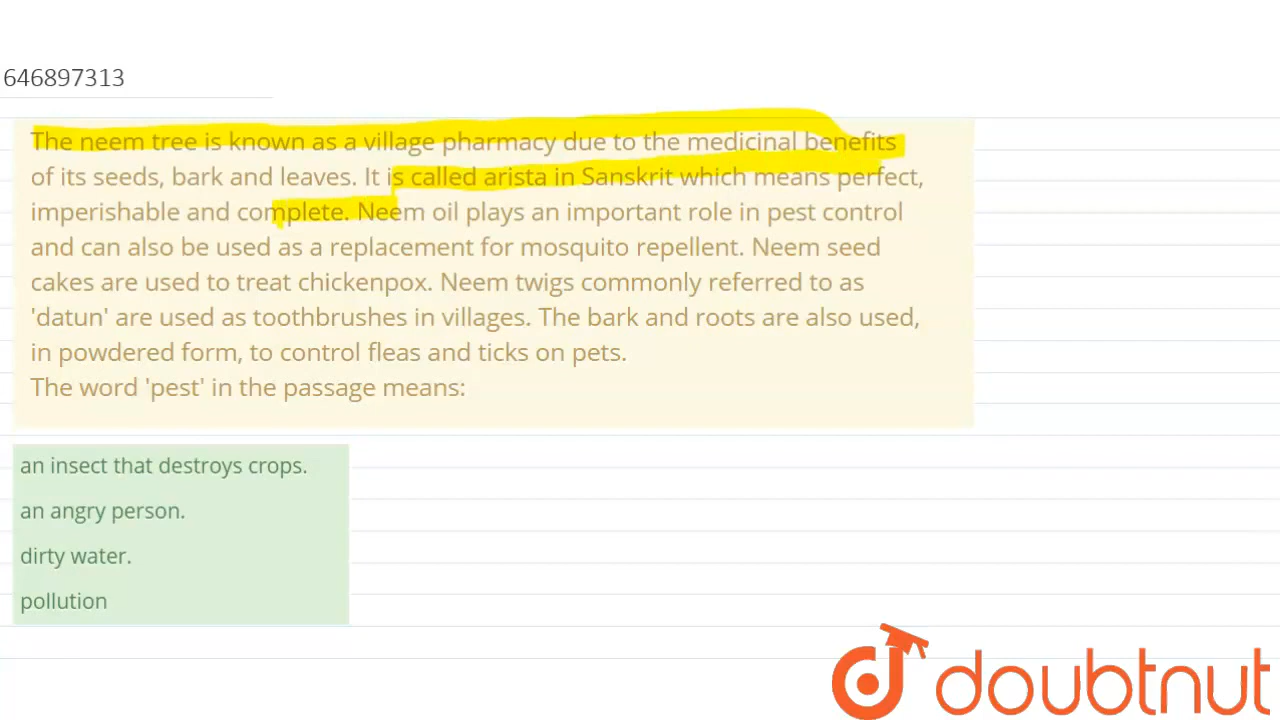 646897313
The neem tree is known as a village pharmacy due to the medicinal benefits
of its seeds, bark and leaves. It is called arista in Sanskrit which means perfect,
imperishable and complete. Neem oil plays an important role in pest control
and can also be used as a replacement for mosquito repellent. Neem seed
cakes are used to treat chickenpox. Neem twigs commonly referred to as
'datun' are used as toothbrushes in villages. The bark and roots are also used,
in powdered form, to control fleas and ticks on pets.
The word 'pest' in the passage means:
an insect that destroys crops.
an angry person.
dirty water.
pollution
doubtnut